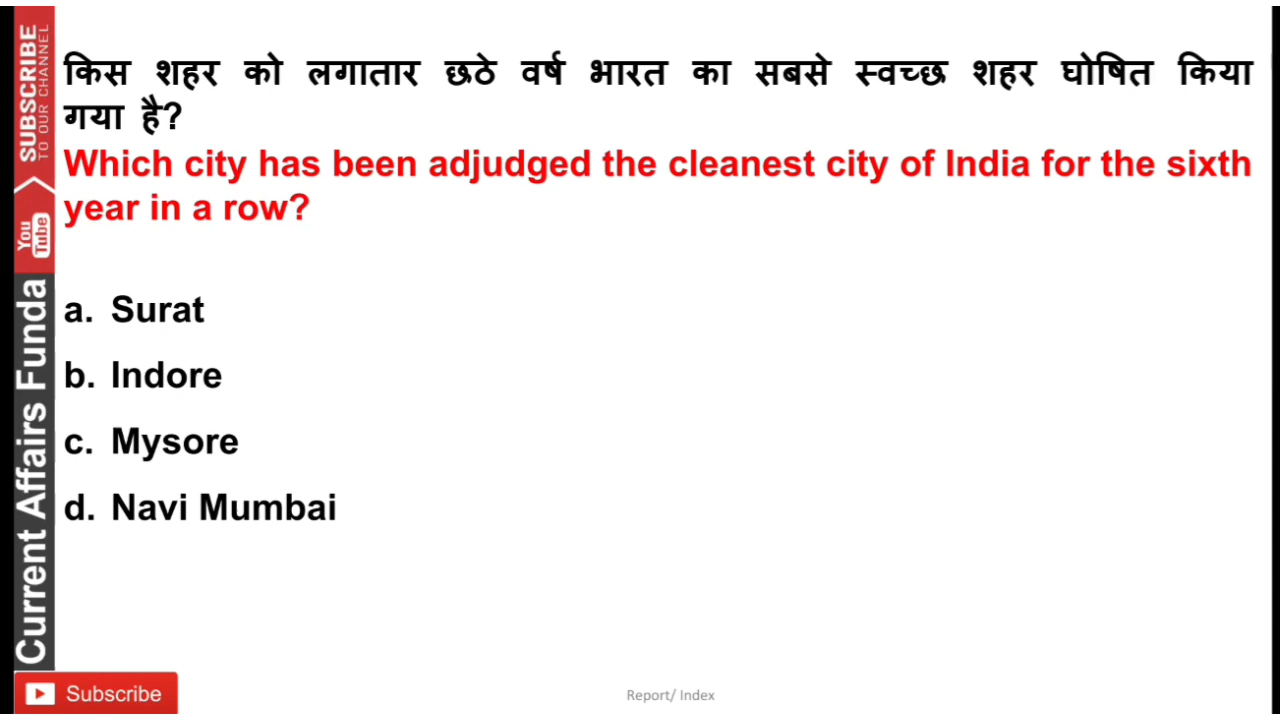 किस शहर को लगातार छठे वर्ष भारत का सबसे स्वच्छ शहर घोषित किया
गया है?
Which city has been adjudged the cleanest city of India for the sixth
year in a row?
a. Surat
b. Indore
c. Mysore
d. Navi Mumbai
SUBSCRIBE
TO OUR CHANNEL
You
Tube
Current Affairs Funda
Subscribe
Report/ Index